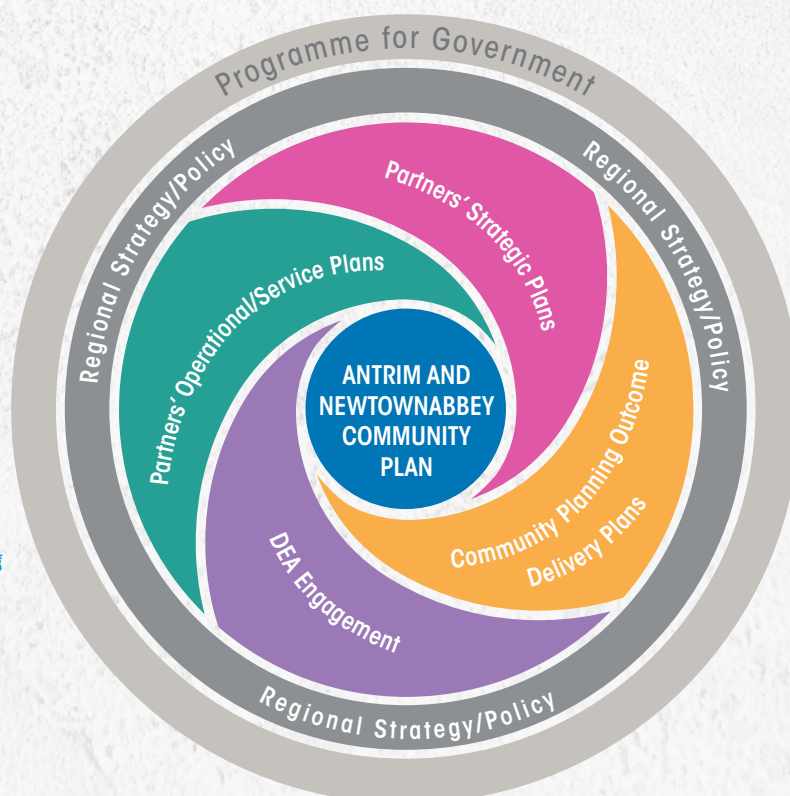 Programme for Government
Regional Strategy/Policy
Regional Strategy/Policy
Partners' Strategic Plans
Partners' Operational/Service Plans
ANTRIM AND
NEWTOWNABBEY
COMMUNITY
PLAN
Community Planning Outcome
Delivery Plans
DEA Engagement
Regional Strategy/Policy